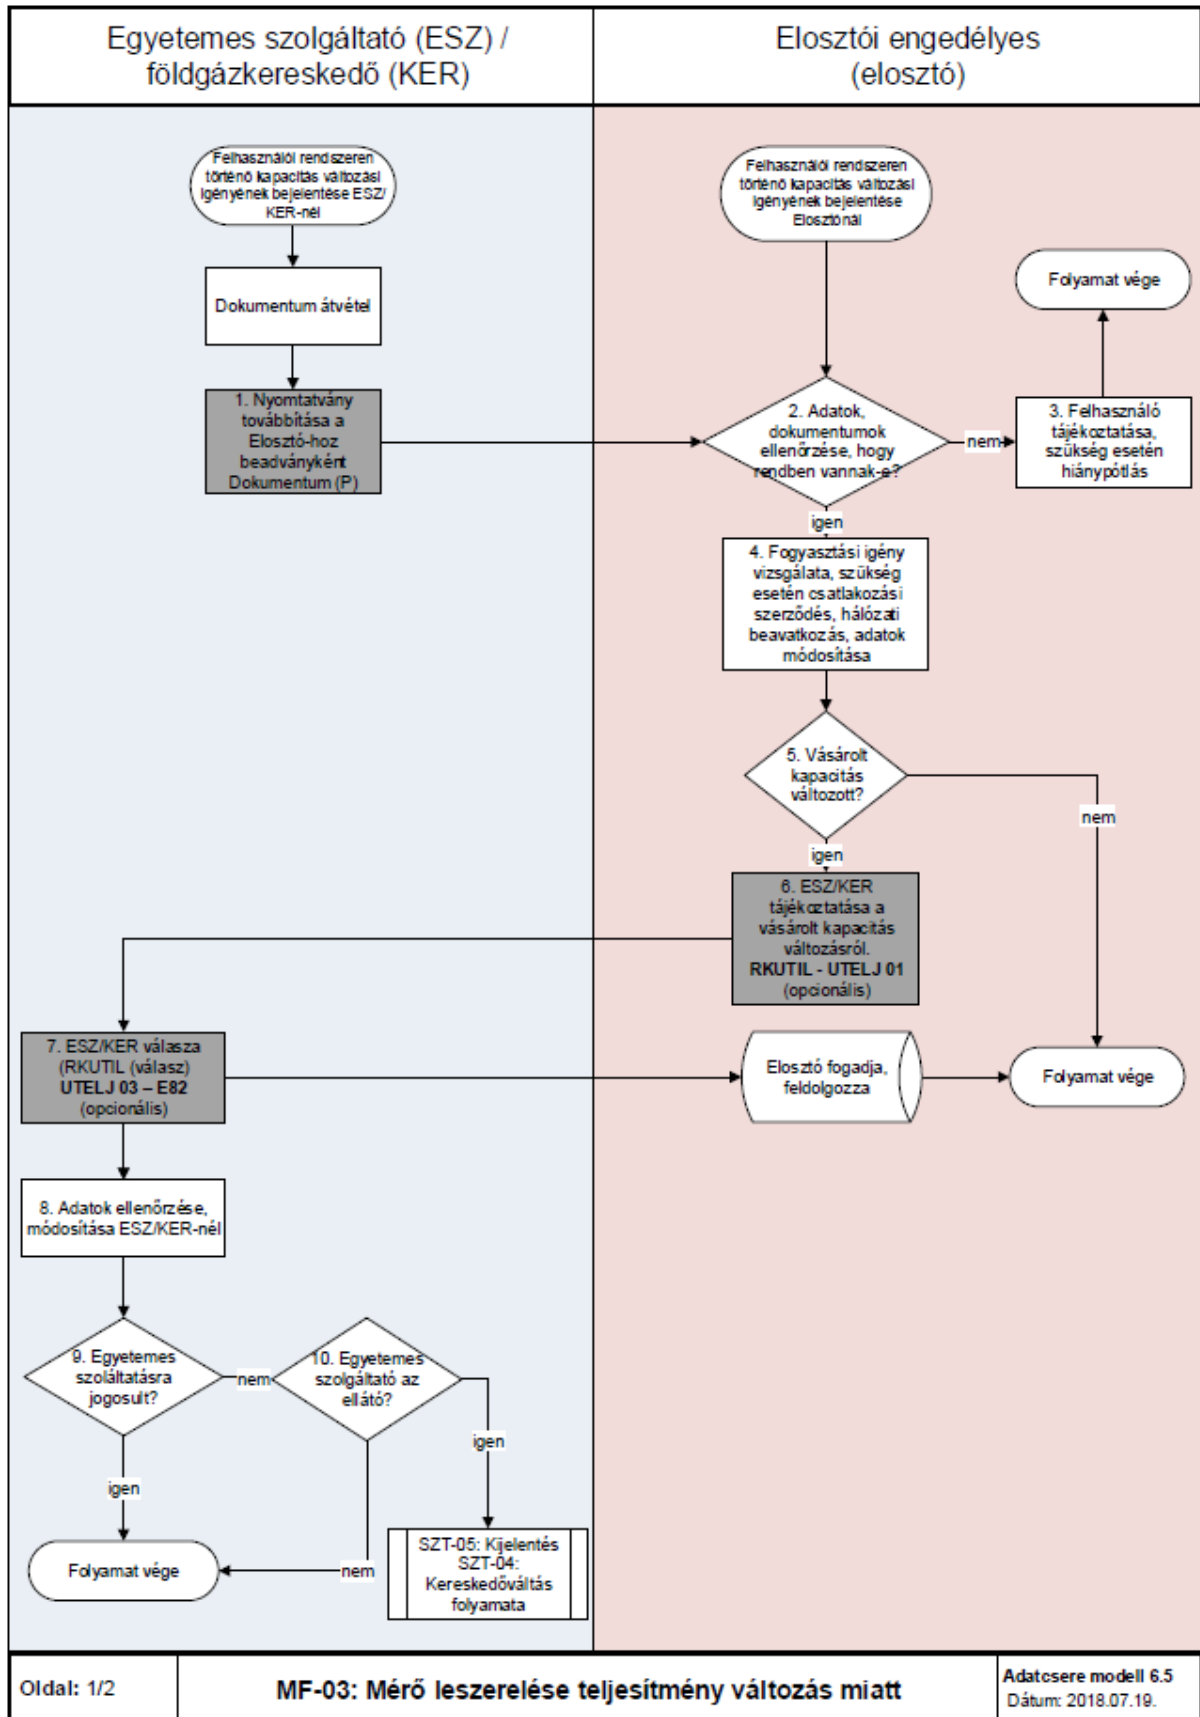 Egyetemes szolgáltató (ESZ) /
földgázkereskedő (KER)
Elosztói engedélyes
(elosztó)
Felhasználói rendszeren
történő kapacitás változási
igényének bejelentése ESZ/
KER-nél
Felhasználói rendszeren
történő kapacitás változási
igényének bejelentése
Elosztónál
Folyamat vége
Dokumentum átvétel
1. Nyomtatvány
továbbítása a
Elosztó-hoz
beadványként
Dokumentum (P)
2. Adatok,
dokumentumok
ellenőrzése, hogy
rendben vannak-e?
nem
3. Felhasználó
tájékoztatása,
szükség esetén
hiánypótlás
igen
4. Fogyasztási igény
vizsgálata, szükség
esetén csatlakozási
szerződés, hálózati
beavatkozás, adatok
módosítása
5. Vásárolt
kapacitás
változott?
nem
igen
6. ESZ/KER
tájékoztatása a
vásárolt kapacitás
változásról.
RKUTIL - UTELJ 01
(opcionális)
7. ESZ/KER válasza
(RKUTIL (válasz)
UTELJ 03 – E82
(opcionális)
Elosztó fogadja,
feldolgozza
Folyamat vége
8. Adatok ellenőrzése,
módosítása ESZ/KER-nél
9. Egyetemes
szoláltatásra
jogosult?
nem
10. Egyetemes
szolgáltató az
ellátó?
igen
igen
nem
Folyamat vége
SZT-05: Kijelentés
SZT-04:
Kereskedőváltás
folyamata
Oldal: 1/2
MF-03: Mérő leszerelése teljesítmény változás miatt
Adatcsere modell 6.5
Dátum: 2018.07.19.